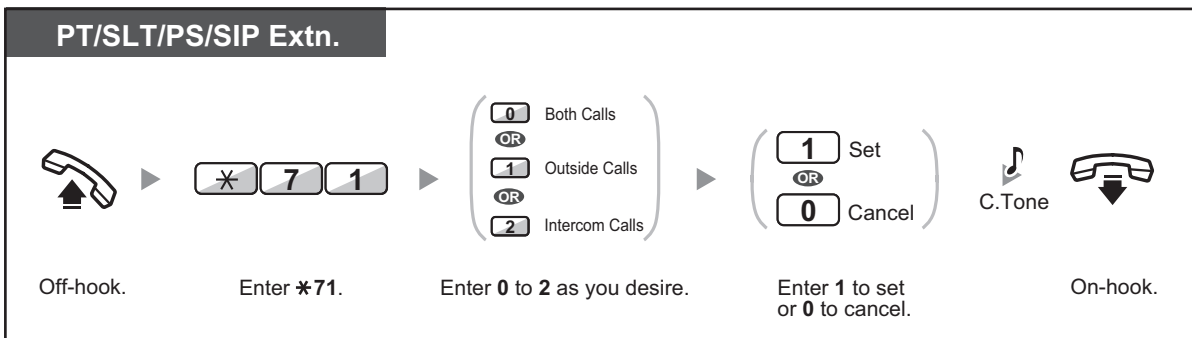 PT/SLT/PS/SIP Extn.
* 7 1
0 Both Calls
OR
1 Outside Calls
OR
2 Intercom Calls
1 Set
OR
0 Cancel
C.Tone
Off-hook.
Enter *71.
Enter 0 to 2 as you desire.
Enter 1 to set
or 0 to cancel.
On-hook.